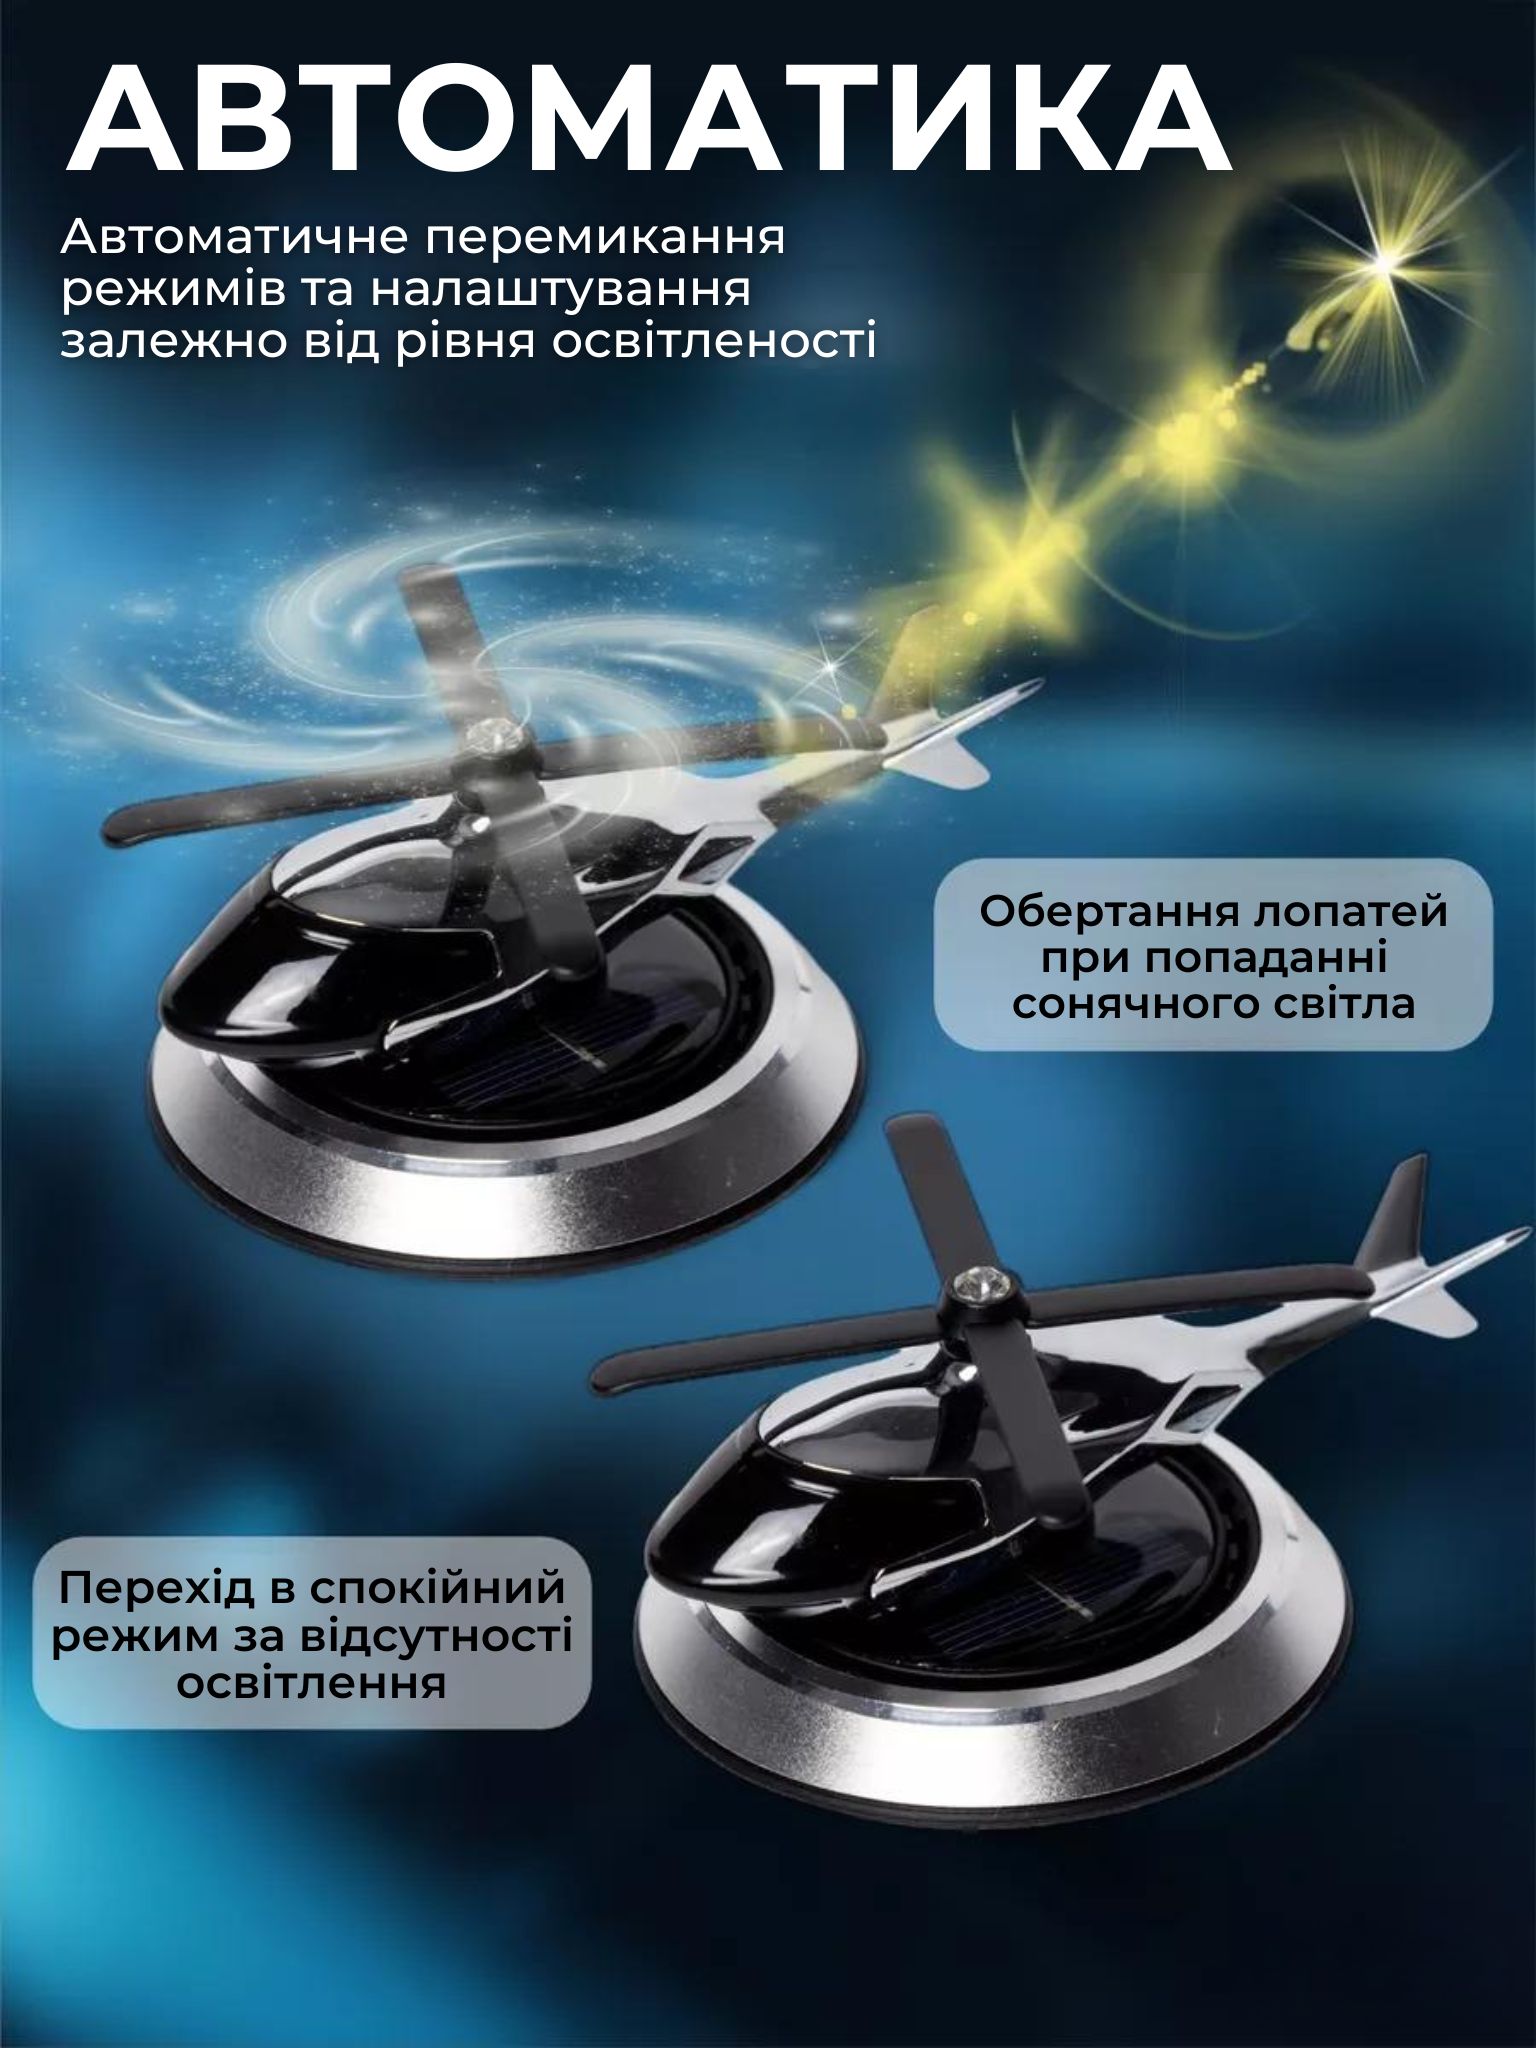 АВТОМАТИКА
Автоматичне перемикання
режимів та налаштування
залежно від рівня освітленості
Обертання лопатей
при попаданні
сонячного світла
Перехід в спокійний
режим за відсутності
освітлення